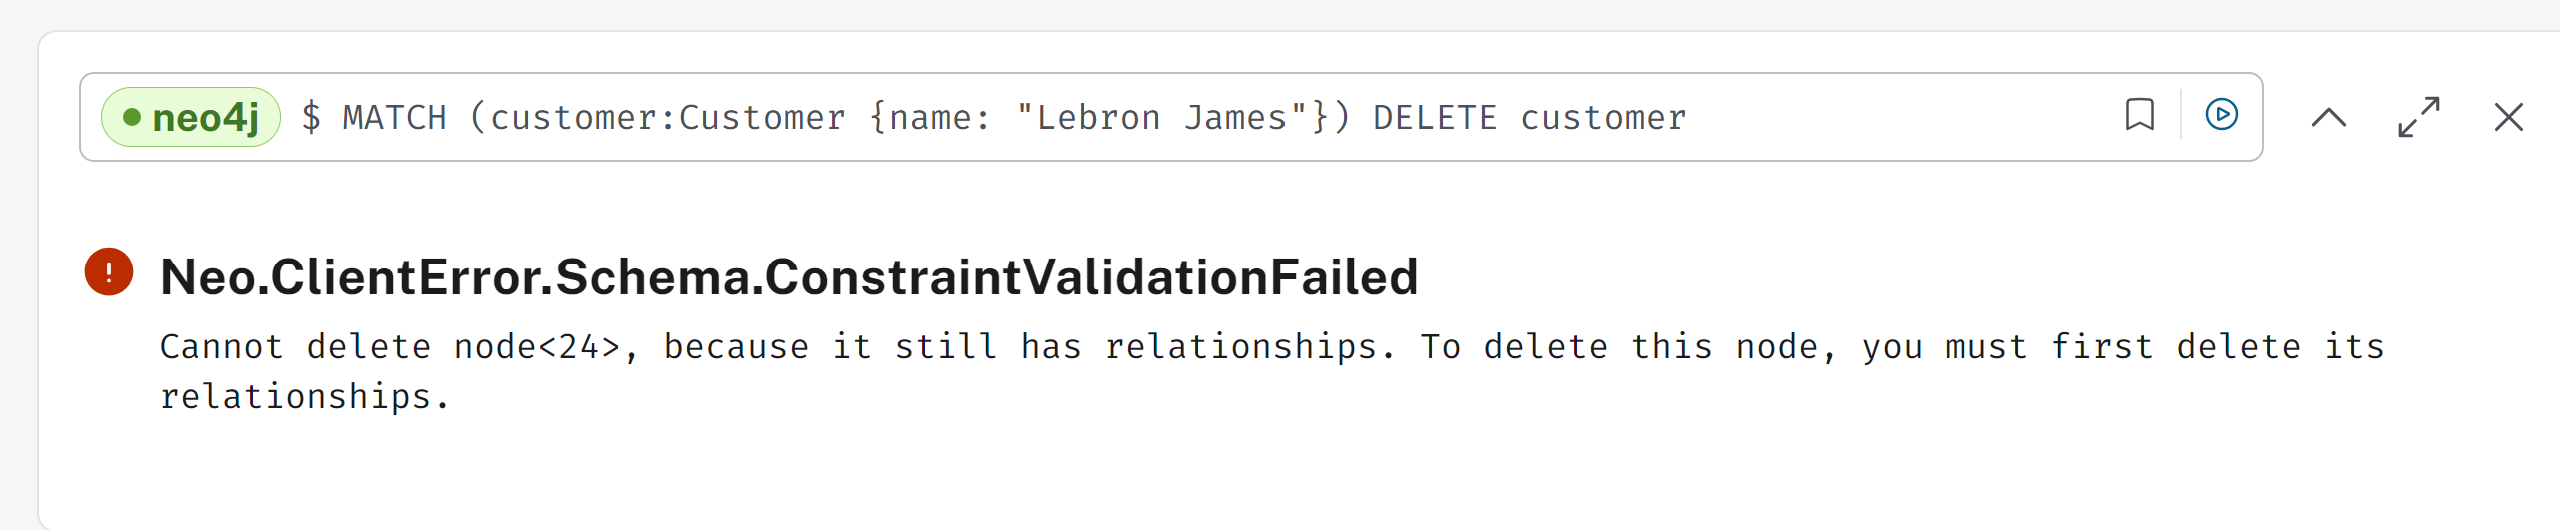 neo4j $ MATCH (customer:Customer {name: "Lebron James"}) DELETE customer
Neo.ClientError.Schema.ConstraintValidationFailed
Cannot delete node<24>, because it still has relationships. To delete this node, you must first delete its
relationships.